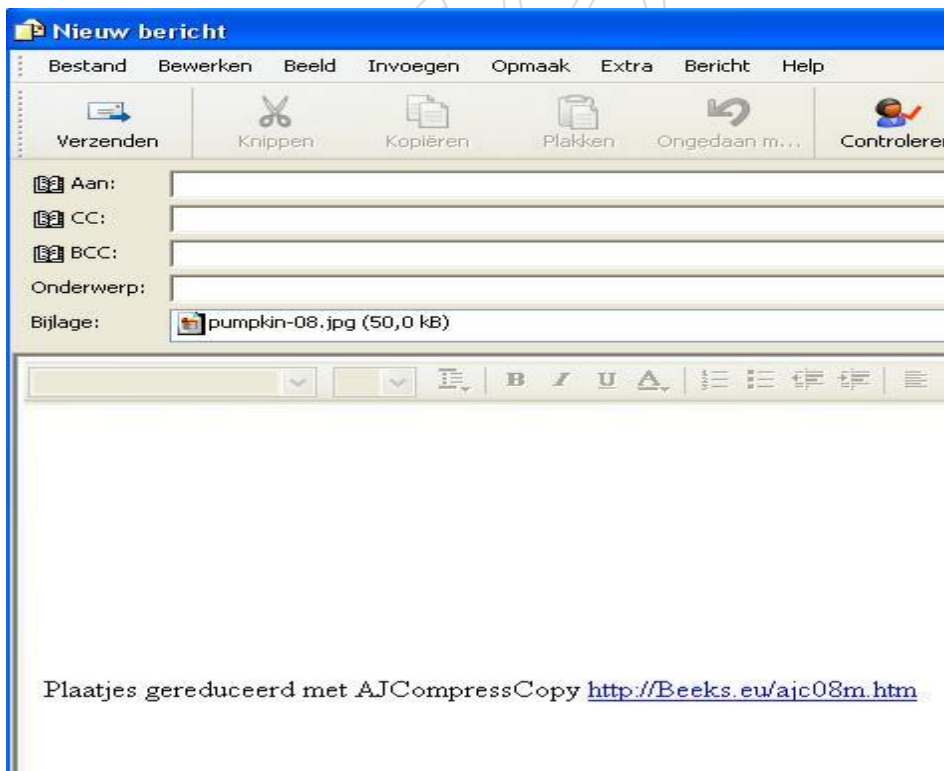 Nieuw bericht
Bestand Bewerken Beeld Invoegen Opmaak Extra Bericht Help
Verzenden Knippen Kopiëren Plakken Ongedaan m... Controleren
Aan:
CC:
BCC:
Onderwerp:
Bijlage: pumpkin-08.jpg (50,0 kB)
B I U A
Plaatjes gereduceerd met AJCompressCopy http://Beeks.eu/ajc08m.htm